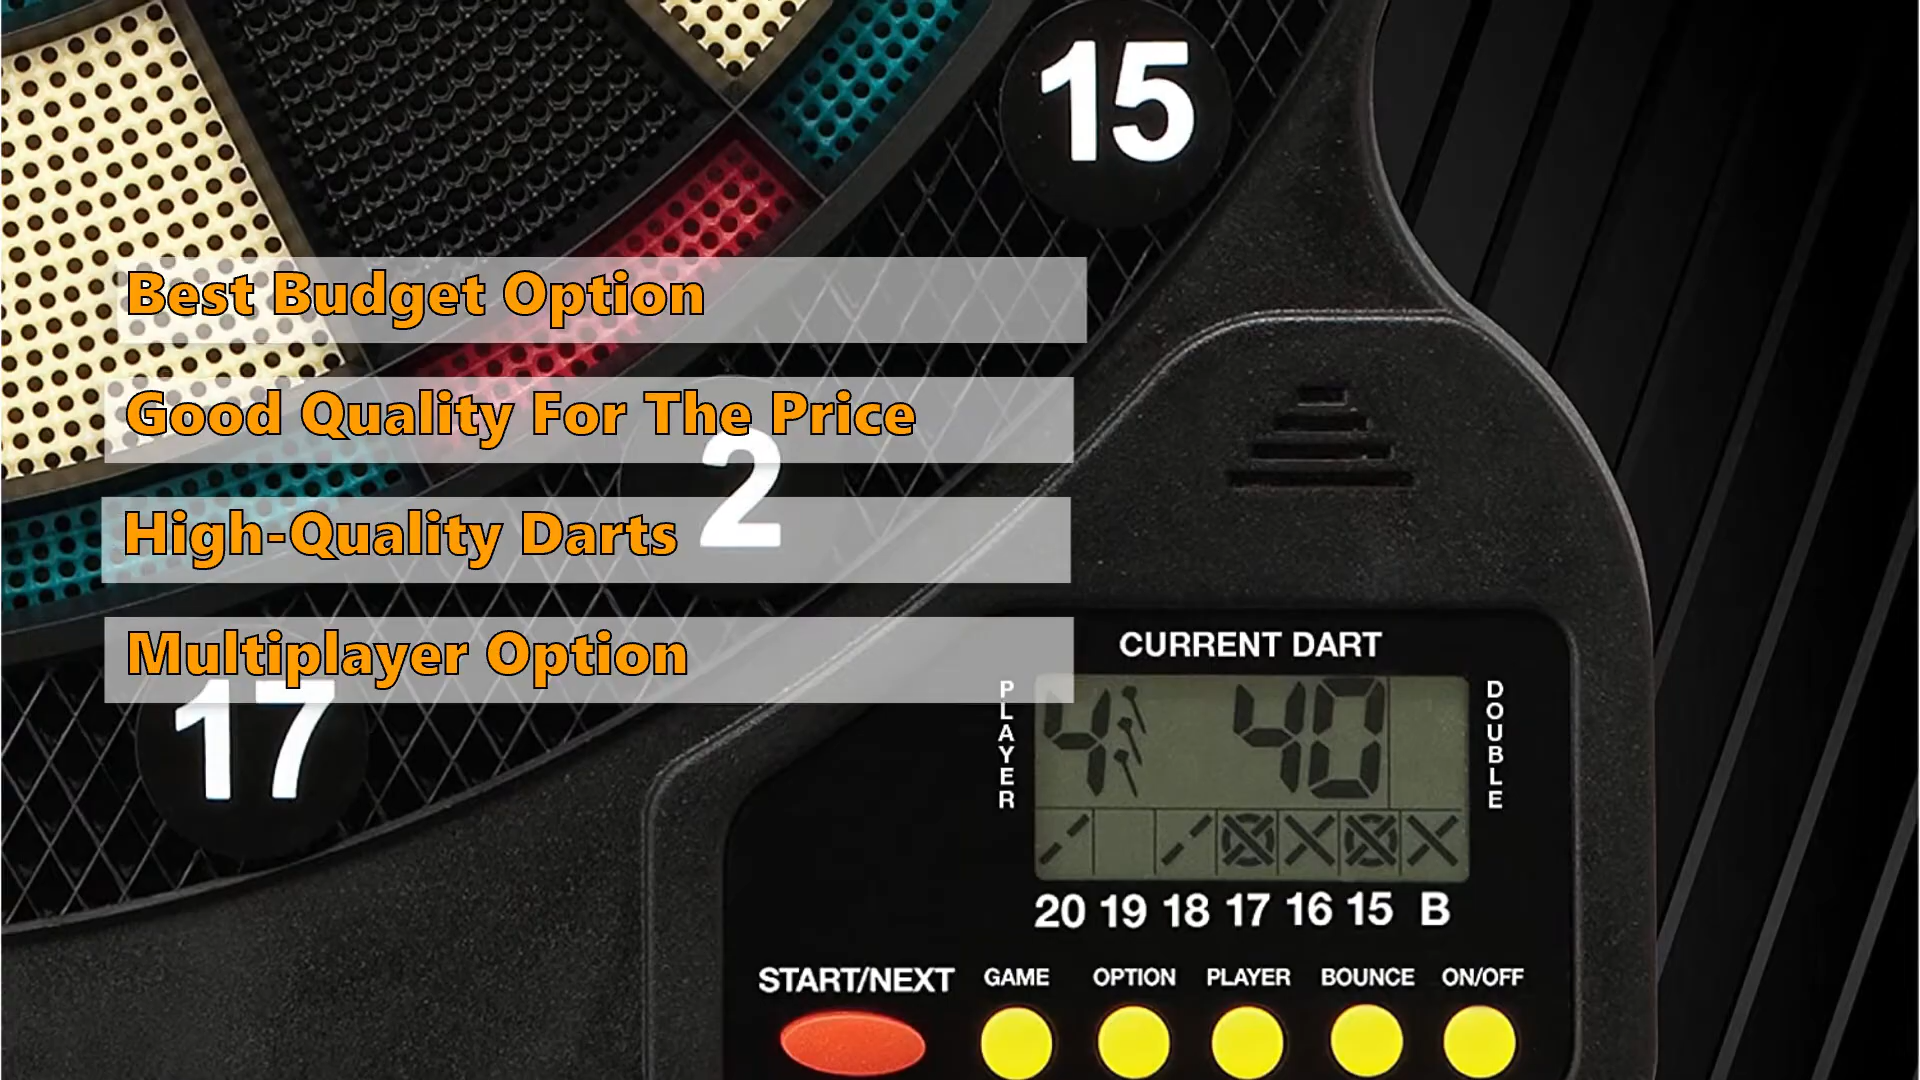 15
Best Budget Option
Good Quality For The Price
2
High-Quality Darts
Multiplayer Option
17
CURRENT DART
PLAYER
4 40
DOUBLE
20 19 18 17 16 15 B
START/NEXT GAME OPTION PLAYER BOUNCE ON/OFF